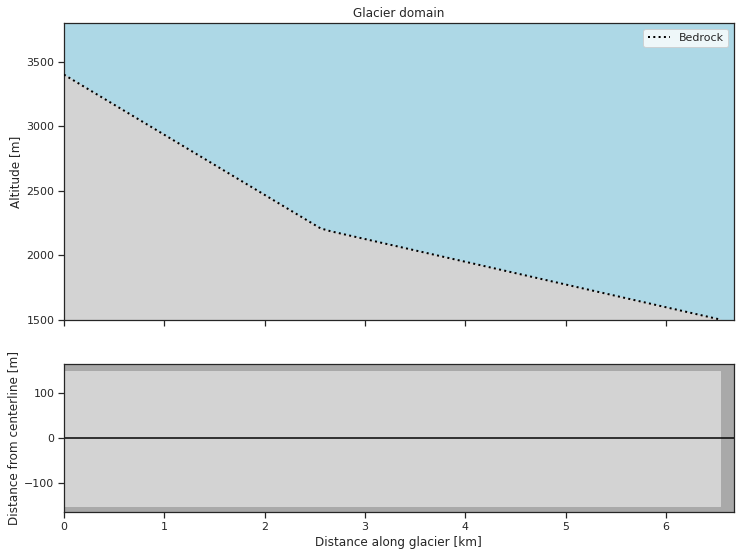 Glacier domain
Bedrock
3500
3000
2500
2000
1500
Altitude [m]
100
0
−100
Distance from centerline [m]
0 1 2 3 4 5 6
Distance along glacier [km]